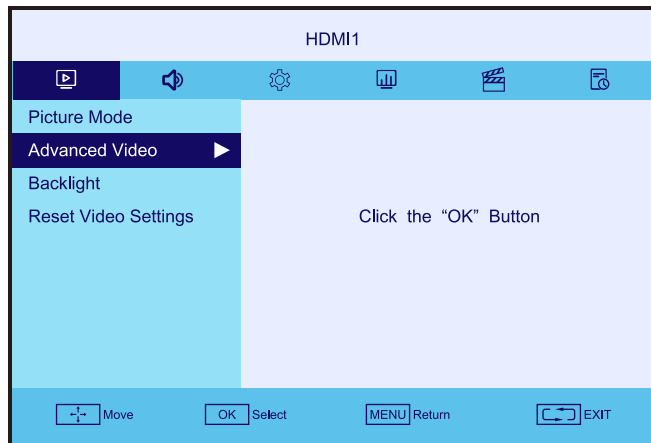 HDMI1
Picture Mode
Advanced Video
Backlight
Reset Video Settings
Click the “OK” Button
Move OK Select MENU Return EXIT